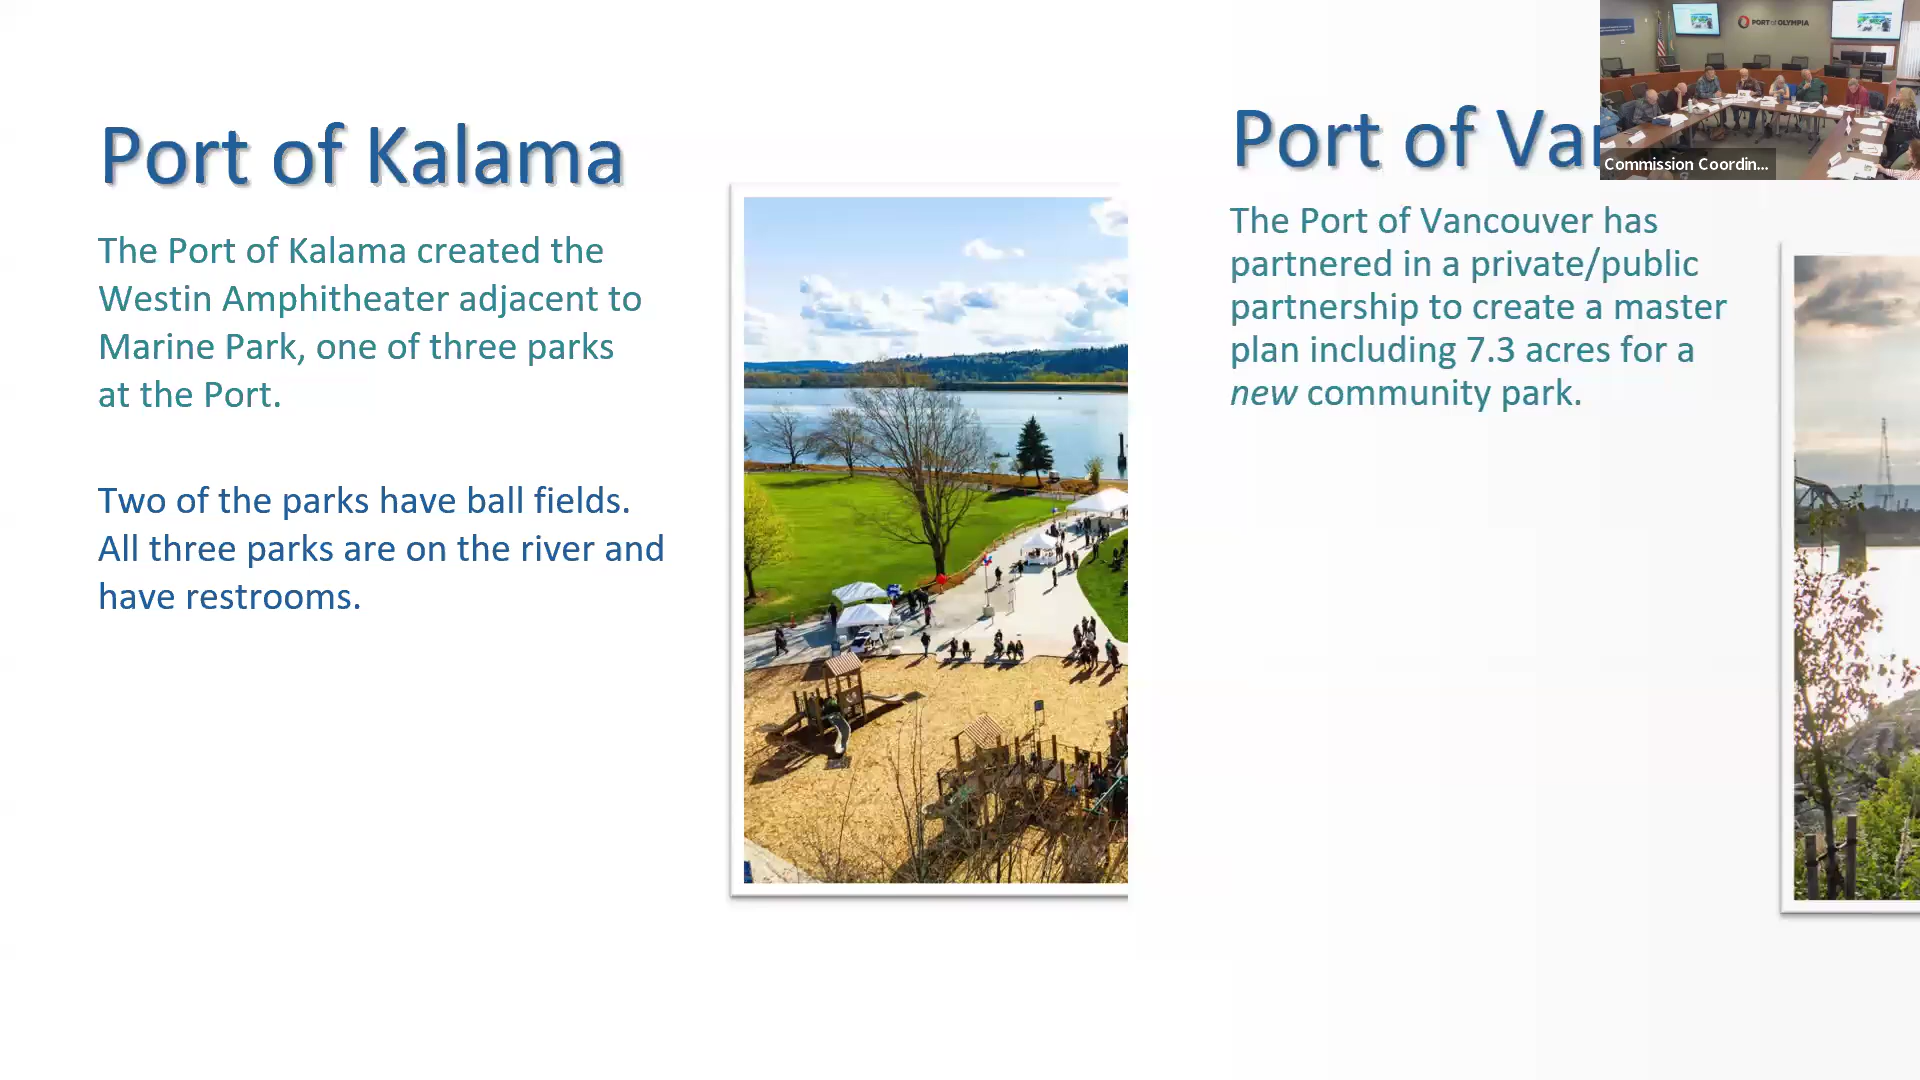 Port of Kalama
The Port of Kalama created the
Westin Amphitheater adjacent to
Marine Park, one of three parks
at the Port.
Two of the parks have ball fields.
All three parks are on the river and
have restrooms.
Port of Va
The Port of Vancouver has
partnered in a private/public
partnership to create a master
plan including 7.3 acres for a
new community park.
PORT of OLYMPIA
Commission Coordin...